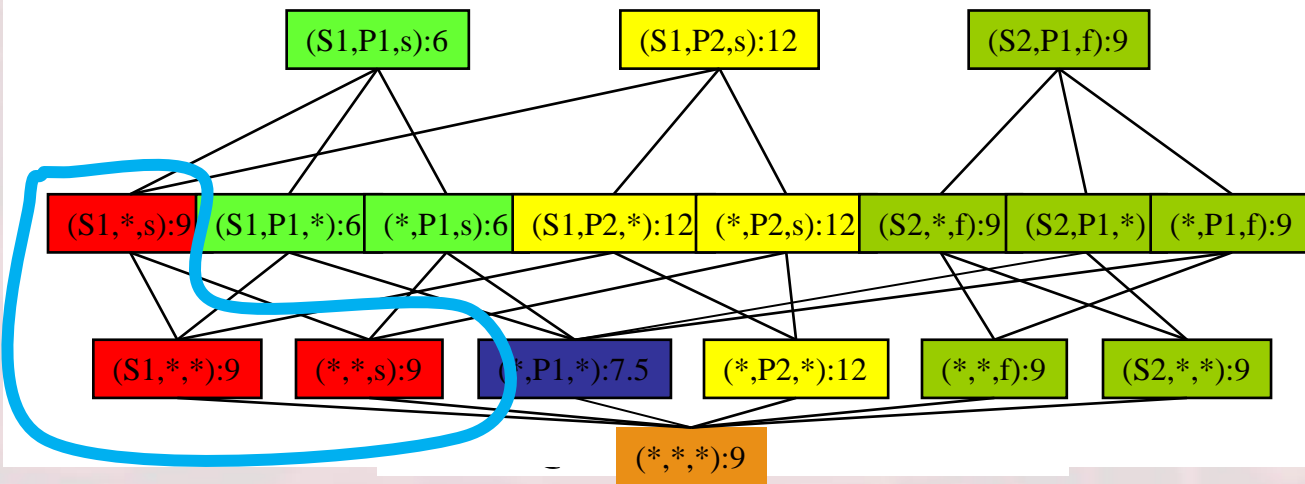 (S1,P1,s):6 (S1,P2,s):12 (S2,P1,f):9
(S1,*,s):9 (S1,P1,*):6 (*,P1,s):6 (S1,P2,*):12 (*,P2,s):12 (S2,*,f):9 (S2,P1,*) (*,P1,f):9
(S1,*,*):9 (*,*,s):9 (*,P1,*):7.5 (*,P2,*):12 (*,*,f):9 (S2,*,*):9
(*,*,*):9